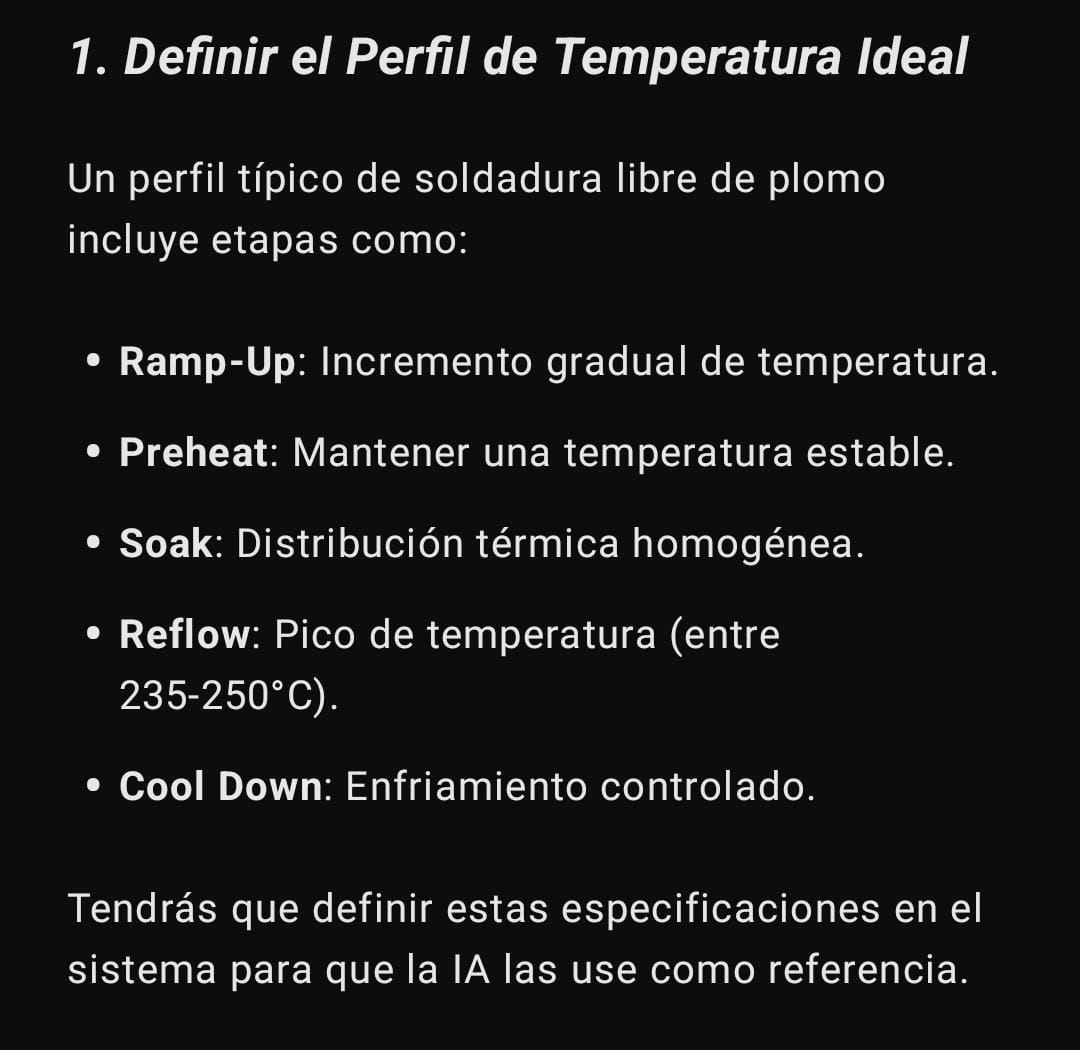 1. Definir el Perfil de Temperatura Ideal
Un perfil típico de soldadura libre de plomo
incluye etapas como:
• Ramp-Up: Incremento gradual de temperatura.
• Preheat: Mantener una temperatura estable.
• Soak: Distribución térmica homogénea.
• Reflow: Pico de temperatura (entre
235-250°C).
• Cool Down: Enfriamiento controlado.
Tendrás que definir estas especificaciones en el
sistema para que la IA las use como referencia.